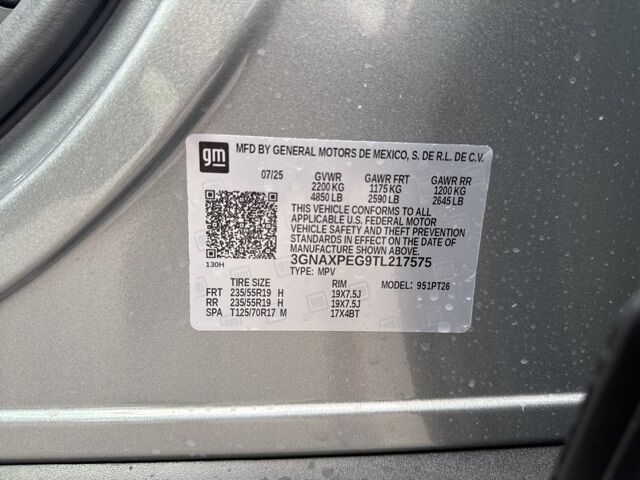 gm
MFD BY GENERAL MOTORS DE MEXICO, S. DE R.L. DE C.V.
07/25 GVWR GAWR FRT GAWR RR
2200 KG 1175 KG 1200 KG
4850 LB 2590 LB 2645 LB
THIS VEHICLE CONFORMS TO ALL
APPLICABLE U.S. FEDERAL MOTOR
VEHICLE SAFETY AND THEFT PREVENTION
STANDARDS IN EFFECT ON THE DATE OF
130H
3GNAXPEG9TL217575
TYPE: MPV
TIRE SIZE RIM MODEL: 951PT26
FRT 235/55R19 H 19X7.5J
RR 235/55R19 H 19X7.5J
SPA T125/70R17 M 17X4BT